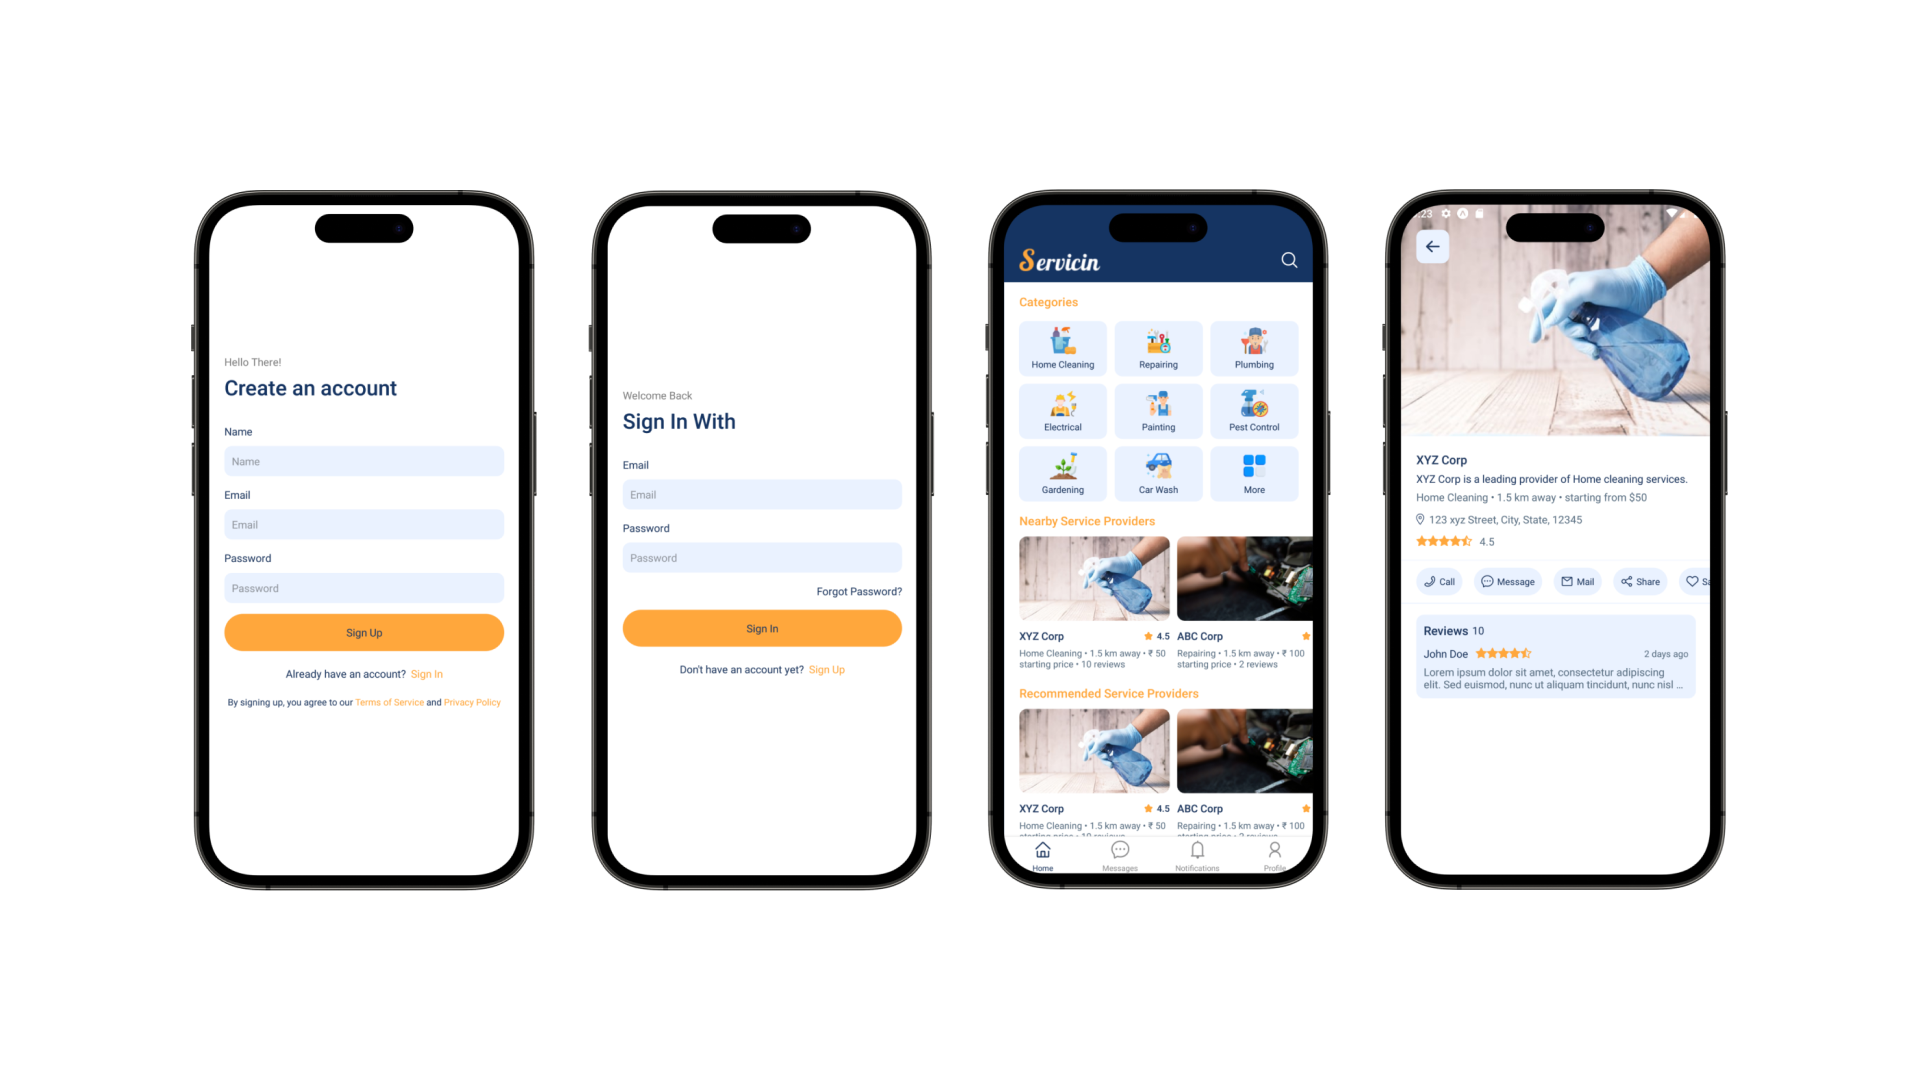 Hello There!
Create an account
Name
Name
Email
Email
Password
Password
Sign Up
Already have an account? Sign In
By signing up, you agree to our Terms of Service and Privacy Policy
Welcome Back
Sign In With
Email
Email
Password
Password
Forgot Password?
Sign In
Don't have an account yet? Sign Up
Servicin
Categories
Home Cleaning Repairing Plumbing
Electrical Painting Pest Control
Gardening Car Wash More
Nearby Service Providers
XYZ Corp 4.5 ABC Corp
Home Cleaning • 1.5 km away • ₹ 50 Repairing • 1.5 km away • ₹ 100
starting price • 10 reviews starting price • 2 reviews
Recommended Service Providers
XYZ Corp 4.5 ABC Corp
Home Cleaning • 1.5 km away • ₹ 50 Repairing • 1.5 km away • ₹ 100
starting price • 10 reviews starting price • 2 reviews
Home Messages Notifications Profile
:23
XYZ Corp
XYZ Corp is a leading provider of Home cleaning services.
Home Cleaning • 1.5 km away • starting from $50
123 xyz Street, City, State, 12345
4.5
Call Message Mail Share Sa
Reviews 10
John Doe 2 days ago
Lorem ipsum dolor sit amet, consectetur adipiscing
elit. Sed euismod, nunc ut aliquam tincidunt, nunc nisl ...